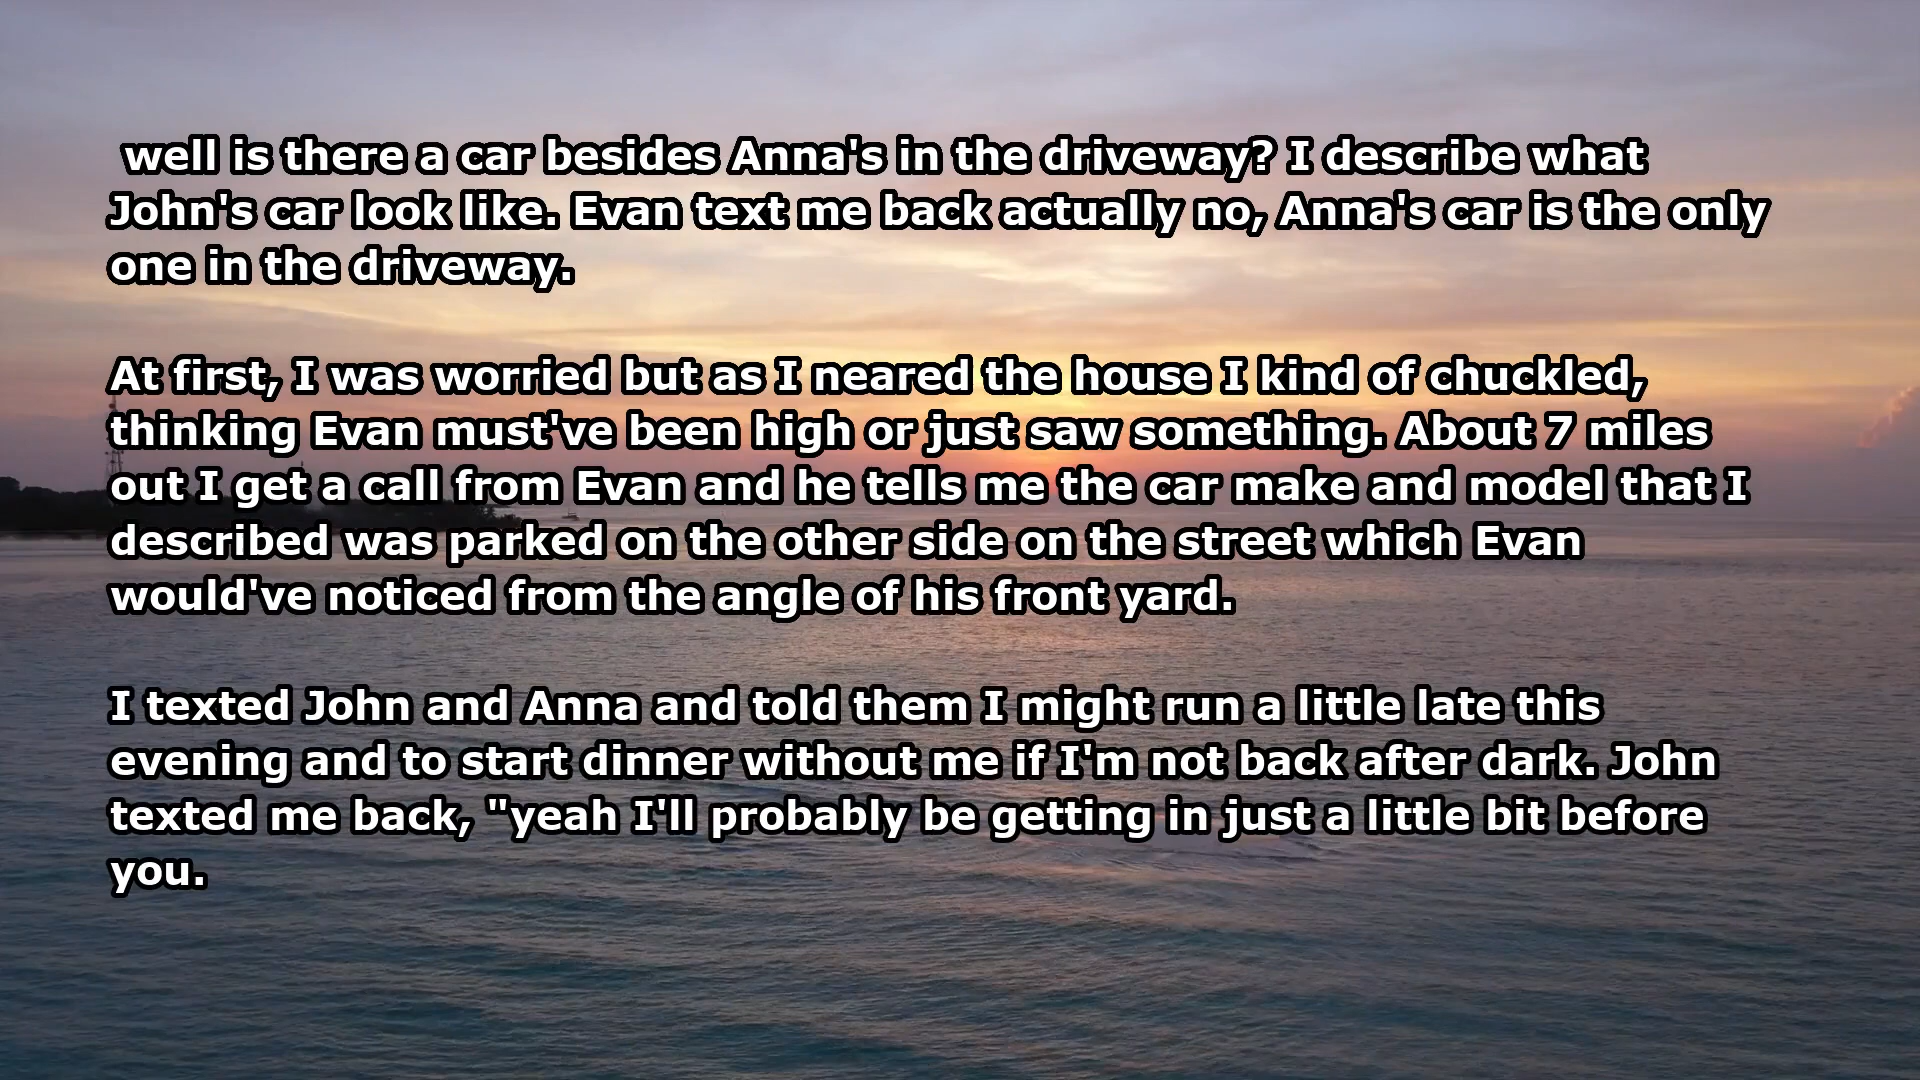 well is there a car besides Anna's in the driveway? I describe what
John's car look like. Evan text me back actually no, Anna's car is the only
one in the driveway.
At first, I was worried but as I neared the house I kind of chuckled,
thinking Evan must've been high or just saw something. About 7 miles
out I get a call from Evan and he tells me the car make and model that I
described was parked on the other side on the street which Evan
would've noticed from the angle of his front yard.
I texted John and Anna and told them I might run a little late this
evening and to start dinner without me if I'm not back after dark. John
texted me back, "yeah I'll probably be getting in just a little bit before
you.